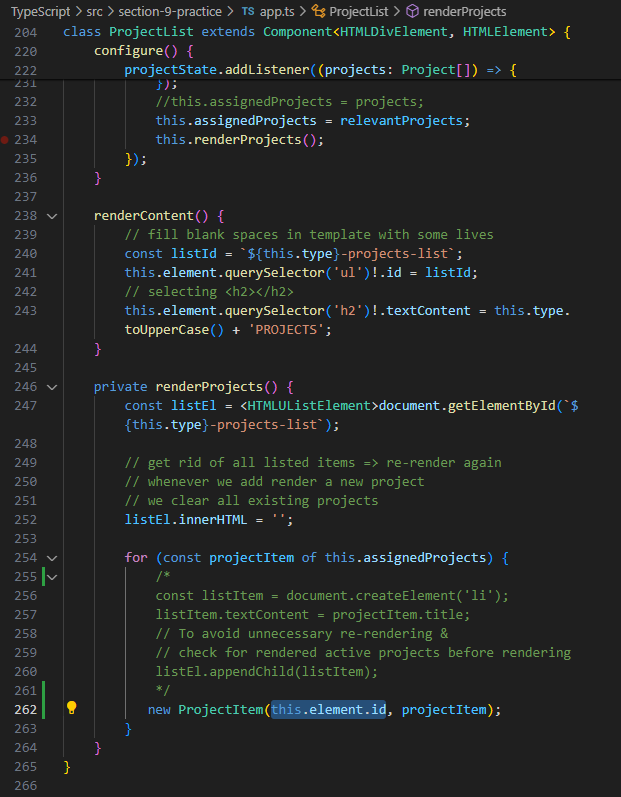 TypeScript > src > section-9-practice > TS app.ts > ProjectList > renderProjects
204 class ProjectList extends Component<HTMLDivElement, HTMLElement> {
220 configure() {
222 projectState.addListener((projects: Project[]) => {
231 });
232 //this.assignedProjects = projects;
233 this.assignedProjects = relevantProjects;
234 this.renderProjects();
235 });
236 }
237
238 renderContent() {
239 // fill blank spaces in template with some lives
240 const listId = `${this.type}-projects-list`;
241 this.element.querySelector('ul')!.id = listId;
242 // selecting <h2></h2>
243 this.element.querySelector('h2')!.textContent = this.type.
toUpperCase() + 'PROJECTS';
244 }
245
246 private renderProjects() {
247 const listEl = <HTMLUListElement>document.getElementById(`$
{this.type}-projects-list`);
248
249 // get rid of all listed items => re-render again
250 // whenever we add render a new project
251 // we clear all existing projects
252 listEl.innerHTML = '';
253
254 for (const projectItem of this.assignedProjects) {
255 /*
256 const listItem = document.createElement('li');
257 listItem.textContent = projectItem.title;
258 // To avoid unnecessary re-rendering &
259 // check for rendered active projects before rendering
260 listEl.appendChild(listItem);
261 */
262 new ProjectItem(this.element.id, projectItem);
263 }
264 }
265 }
266